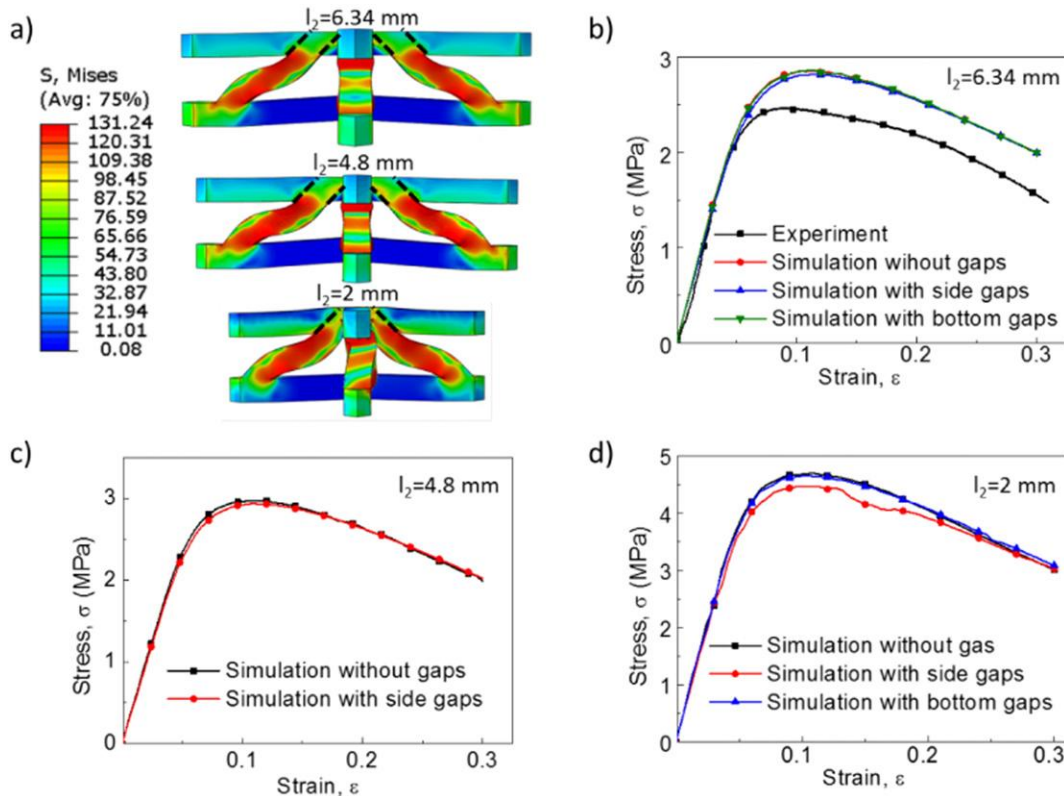 a)
l2=6.34 mm
S, Mises
(Avg: 75%)
131.24
120.31
109.38
98.45
87.52
76.59
65.66
54.73
43.80
32.87
21.94
11.01
0.08
l2=4.8 mm
l2=2 mm
b)
l2=6.34 mm
3
2
1
0
Stress, σ (MPa)
Experiment
Simulation wihout gaps
Simulation with side gaps
Simulation with bottom gaps
0.1 0.2 0.3
Strain, ε
c)
l2=4.8 mm
3
2
1
0
Stress, σ (MPa)
Simulation without gaps
Simulation with side gaps
0.1 0.2 0.3
Strain, ε
d)
l2=2 mm
5
4
3
2
1
0
Stress, σ (MPa)
Simulation without gas
Simulation with side gaps
Simulation with bottom gaps
0.1 0.2 0.3
Strain, ε